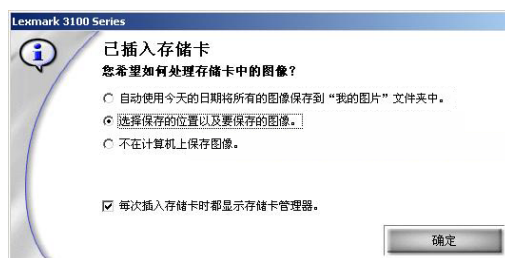 Lexmark 3100 Series
已插入存储卡
您希望如何处理存储卡中的图像？
自动使用今天的日期将所有的图像保存到“我的图片”文件夹中。
选择保存的位置以及要保存的图像。
不在计算机上保存图像。
每次插入存储卡时都显示存储卡管理器。
确定